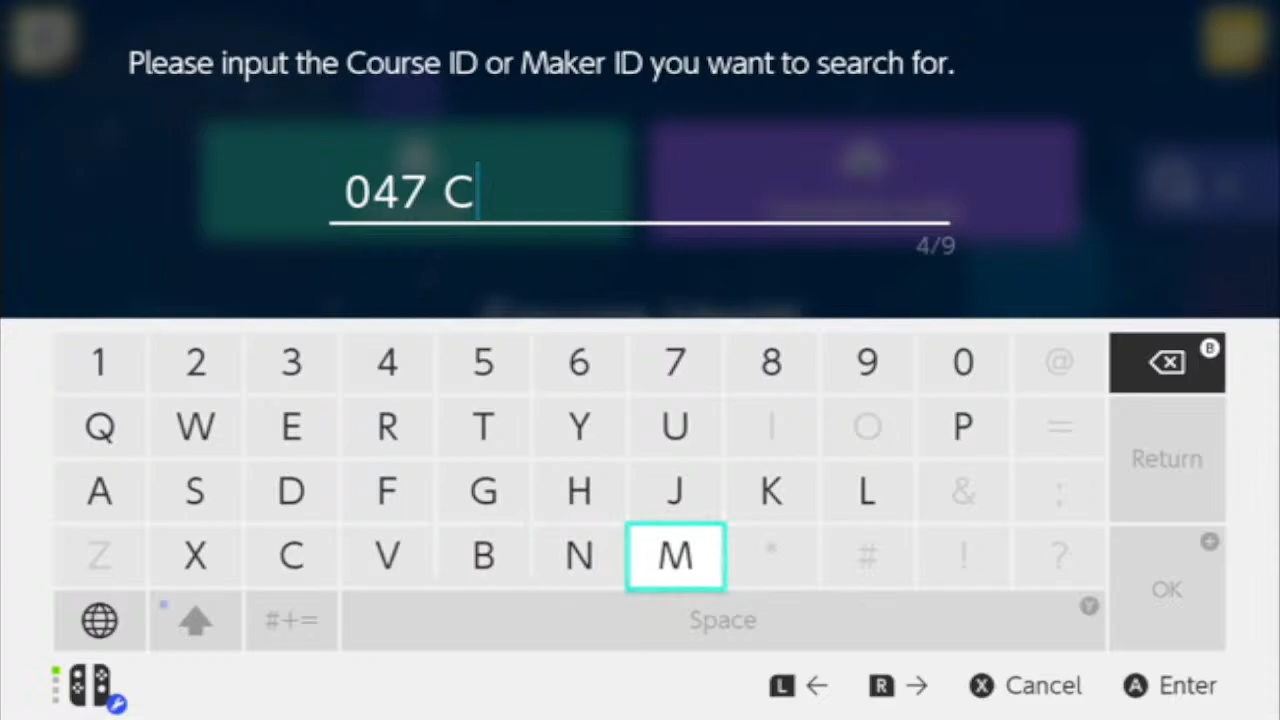 Please input the Course ID or Maker ID you want to search for.
047 C
4/9
1 2 3 4 5 6 7 8 9 0 @ B
Q W E R T Y U I O P =
Return
A S D F G H J K L & :
Z X C V B N M * # ! ?
OK
#+= Space Y
L ← R → X Cancel A Enter